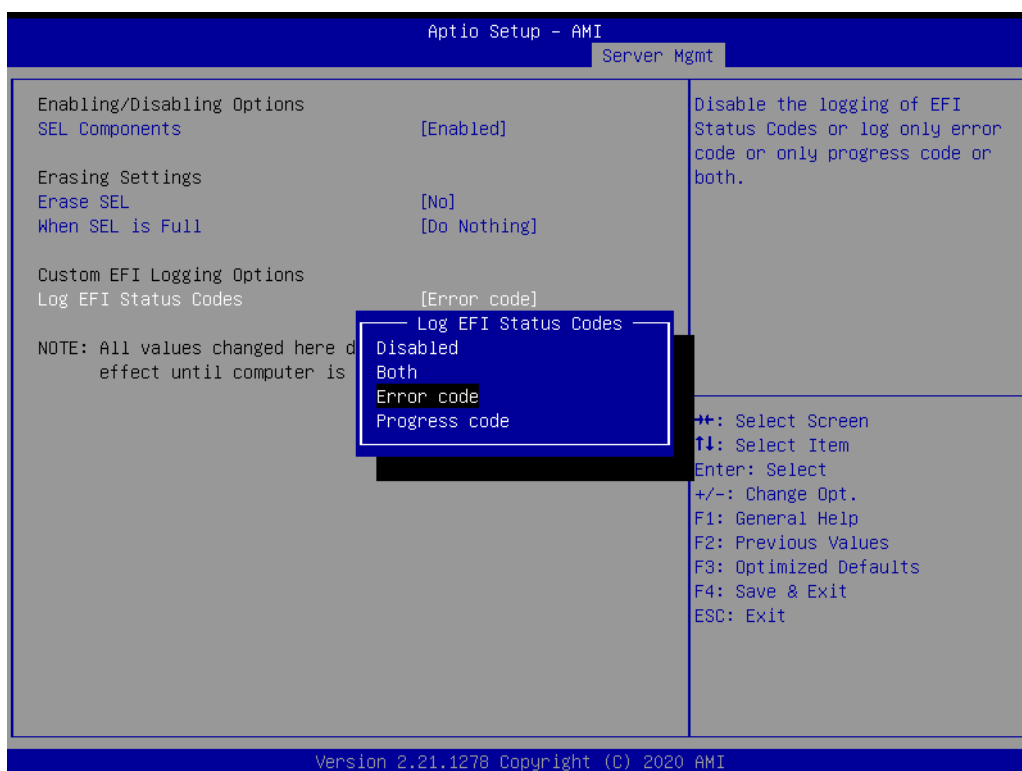 Aptio Setup – AMI
Server Mgmt
Enabling/Disabling Options
SEL Components [Enabled]
Erasing Settings
Erase SEL [No]
When SEL is Full [Do Nothing]
Custom EFI Logging Options
Log EFI Status Codes [Error code]
NOTE: All values changed here d
effect until computer is
Log EFI Status Codes
Disabled
Both
Error code
Progress code
Disable the logging of EFI
Status Codes or log only error
code or only progress code or
both.
→←: Select Screen
↑↓: Select Item
Enter: Select
+/-: Change Opt.
F1: General Help
F2: Previous Values
F3: Optimized Defaults
F4: Save & Exit
ESC: Exit
Version 2.21.1278 Copyright (C) 2020 AMI